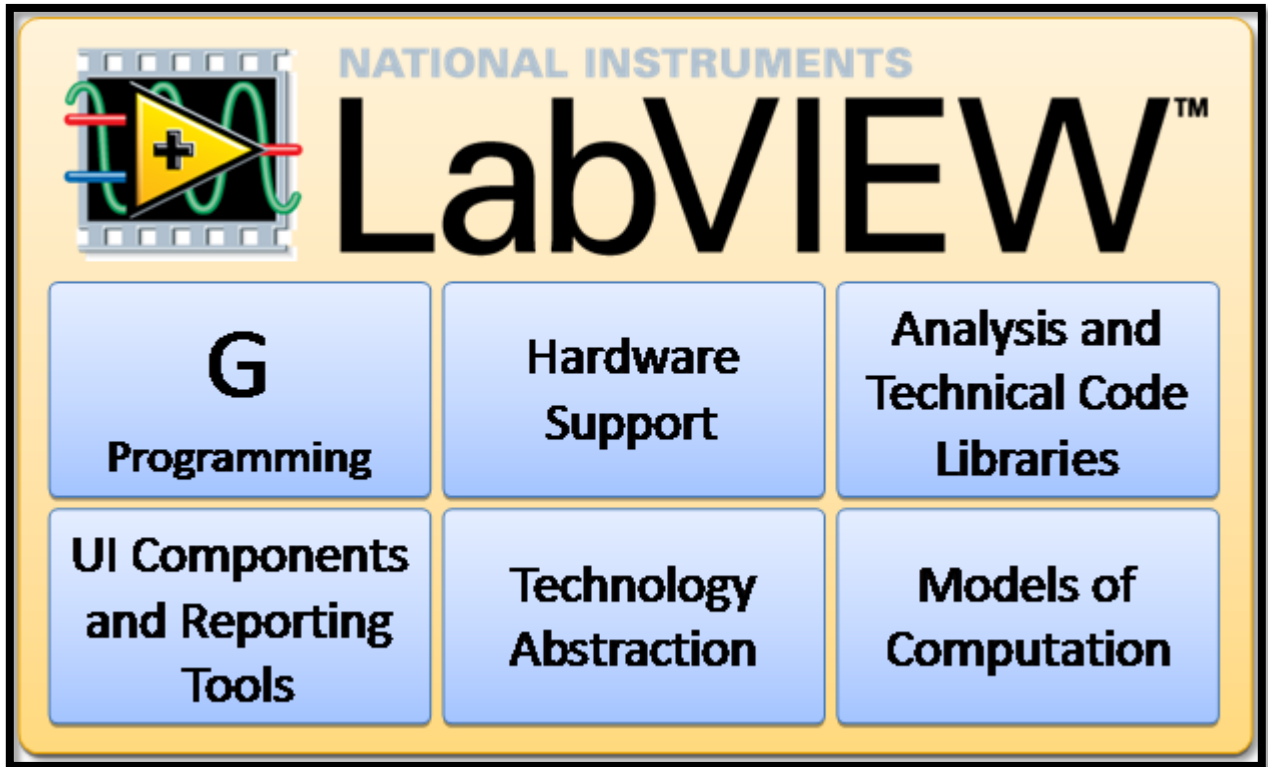 NATIONAL INSTRUMENTS
LabVIEW™
G
Programming
Hardware
Support
Analysis and
Technical Code
Libraries
UI Components
and Reporting
Tools
Technology
Abstraction
Models of
Computation